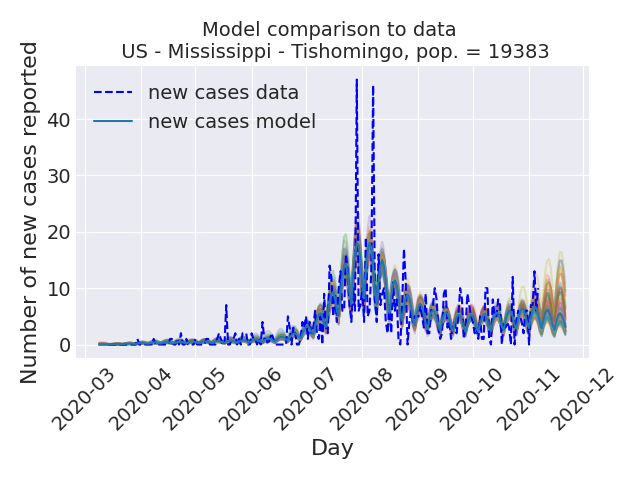 Model comparison to data
US - Mississippi - Tishomingo, pop. = 19383
Number of new cases reported
new cases data
new cases model
40
30
20
10
0
2020-03
2020-04
2020-05
2020-06
2020-07
2020-08
2020-09
2020-10
2020-11
2020-12
Day